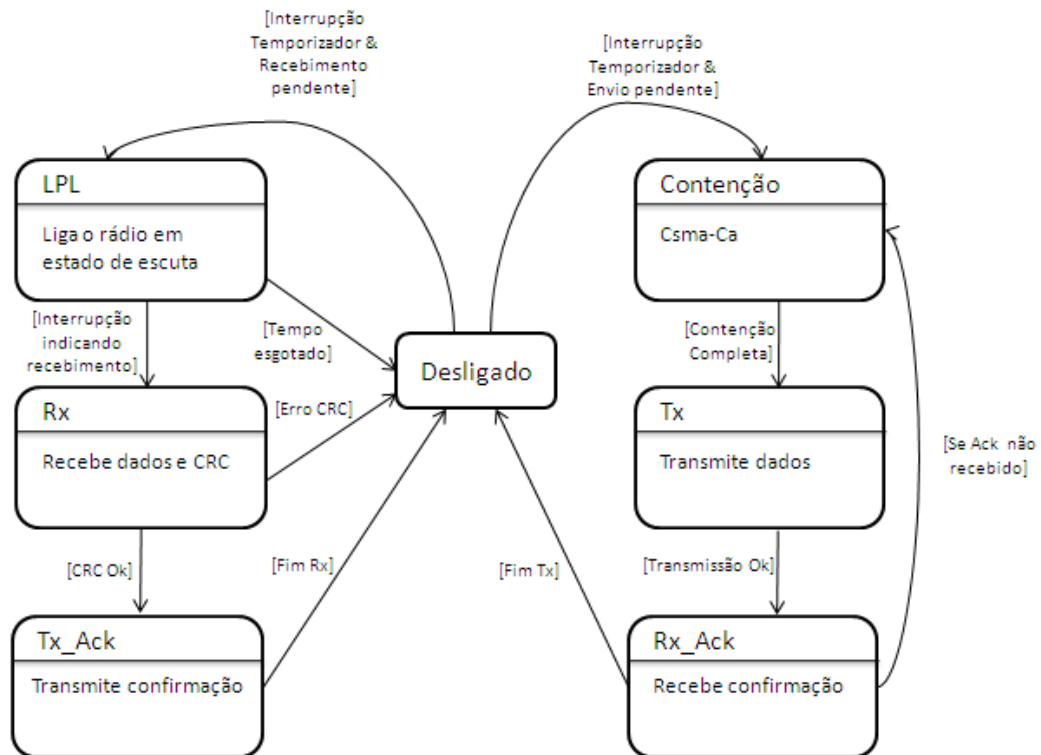 [Interrupção
Temporizador &
Recebimento
pendente]
[Interrupção
Temporizador &
Envio pendente]
LPL
Liga o rádio em
estado de escuta
Contenção
Csma-Ca
[Interrupção
indicando
recebimento]
[Tempo
esgotado]
[Contenção
Completa]
Desligado
Rx
Recebe dados e CRC
[Erro CRC]
Tx
Transmite dados
[Se Ack não
recebido]
[CRC Ok]
[Fim Rx]
[Fim Tx]
[Transmissão Ok]
Tx_Ack
Transmite confirmação
Rx_Ack
Recebe confirmação